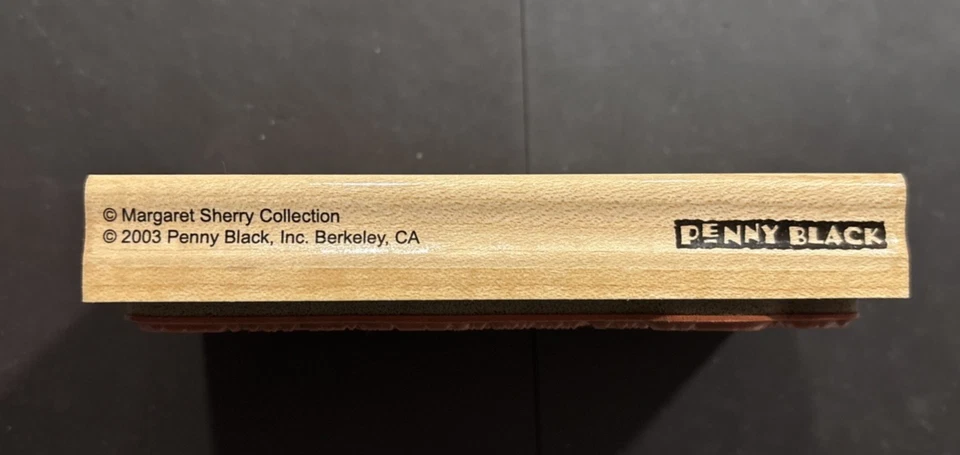 © Margaret Sherry Collection
© 2003 Penny Black, Inc. Berkeley, CA
PENNY BLACK